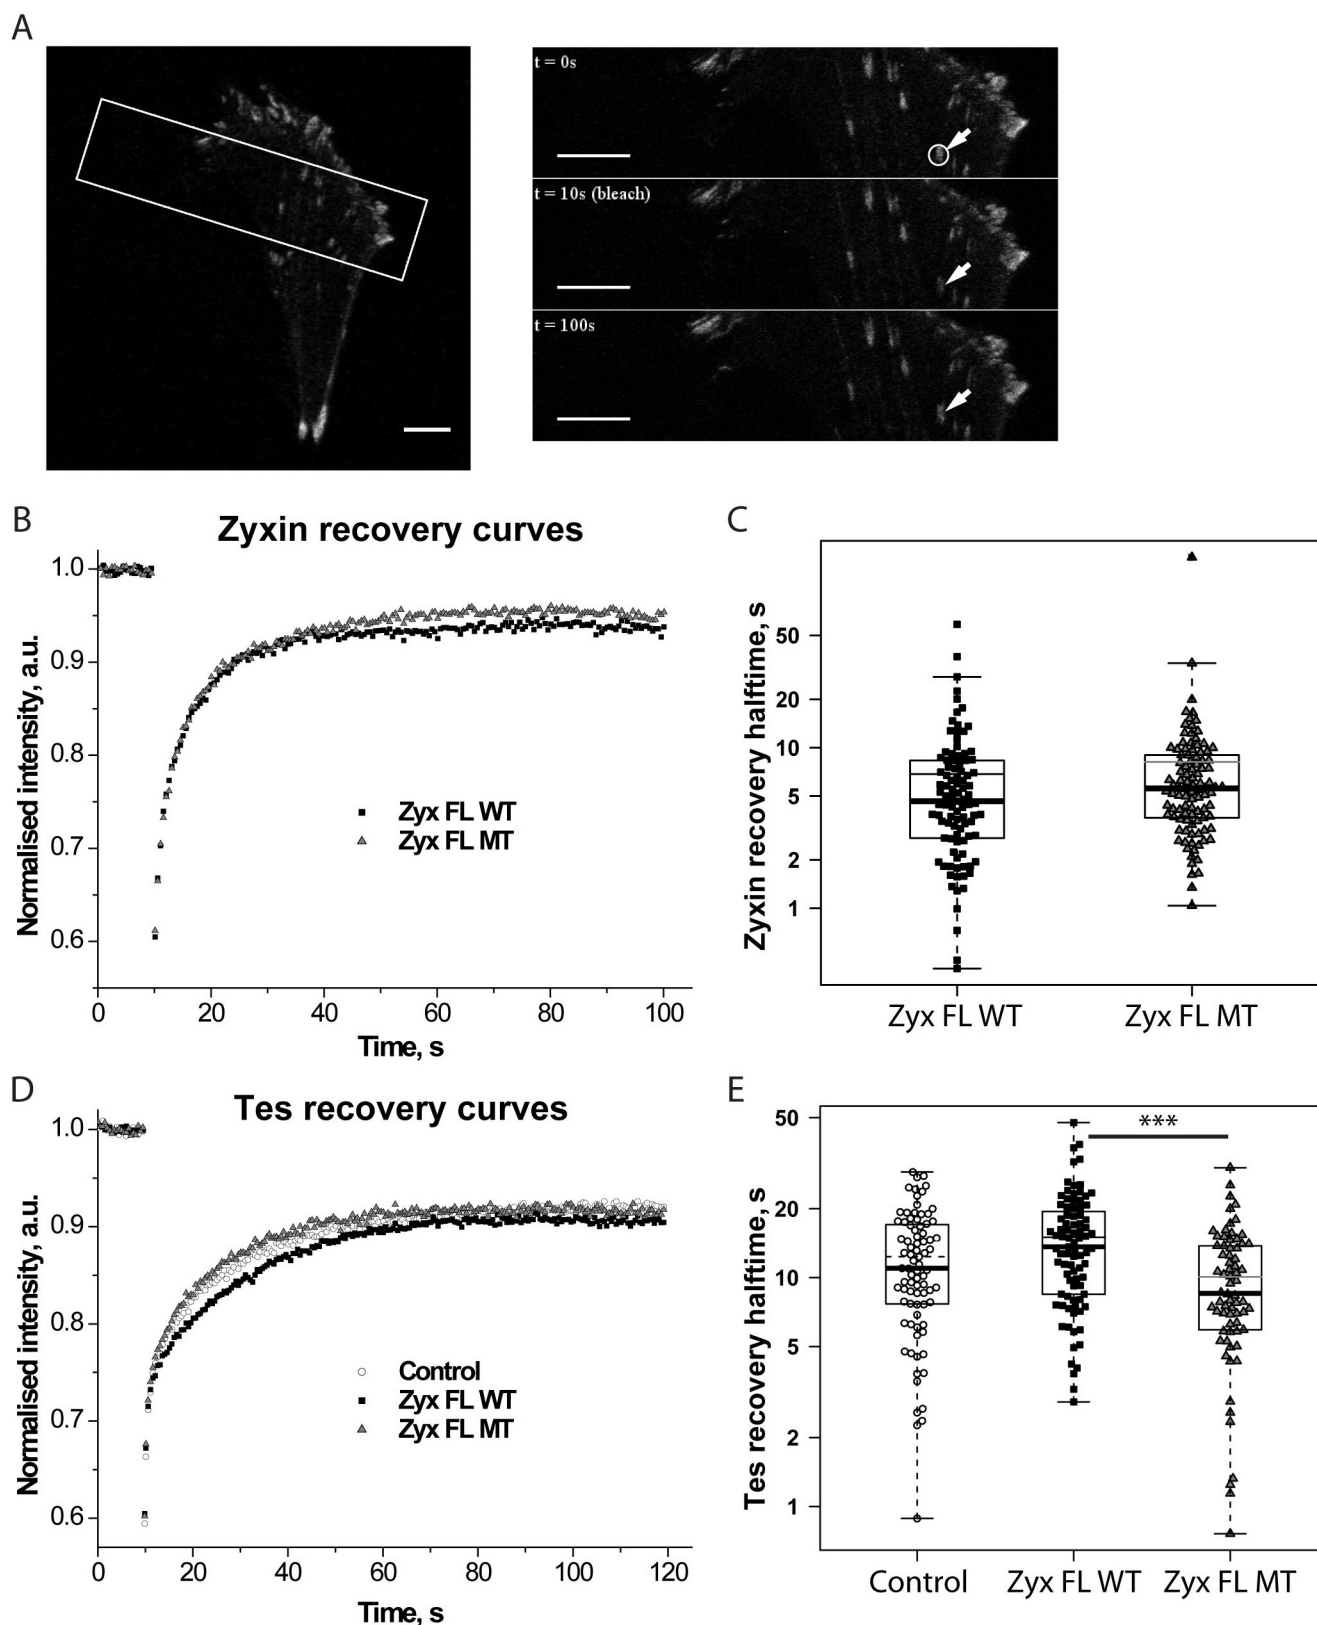 A
t = 0s
t = 10s (bleach)
t = 100s
B
Zyxin recovery curves
Normalised intensity, a.u.
1.0
0.9
0.8
0.7
0.6
Zyx FL WT
Zyx FL MT
0 20 40 60 80 100
Time, s
C
Zyxin recovery halftime, s
50
20
10
5
2
1
Zyx FL WT Zyx FL MT
D
Tes recovery curves
Normalised intensity, a.u.
1.0
0.9
0.8
0.7
0.6
Control
Zyx FL WT
Zyx FL MT
0 20 40 60 80 100 120
Time, s
E
Tes recovery halftime, s
50
20
10
5
2
1
***
Control Zyx FL WT Zyx FL MT